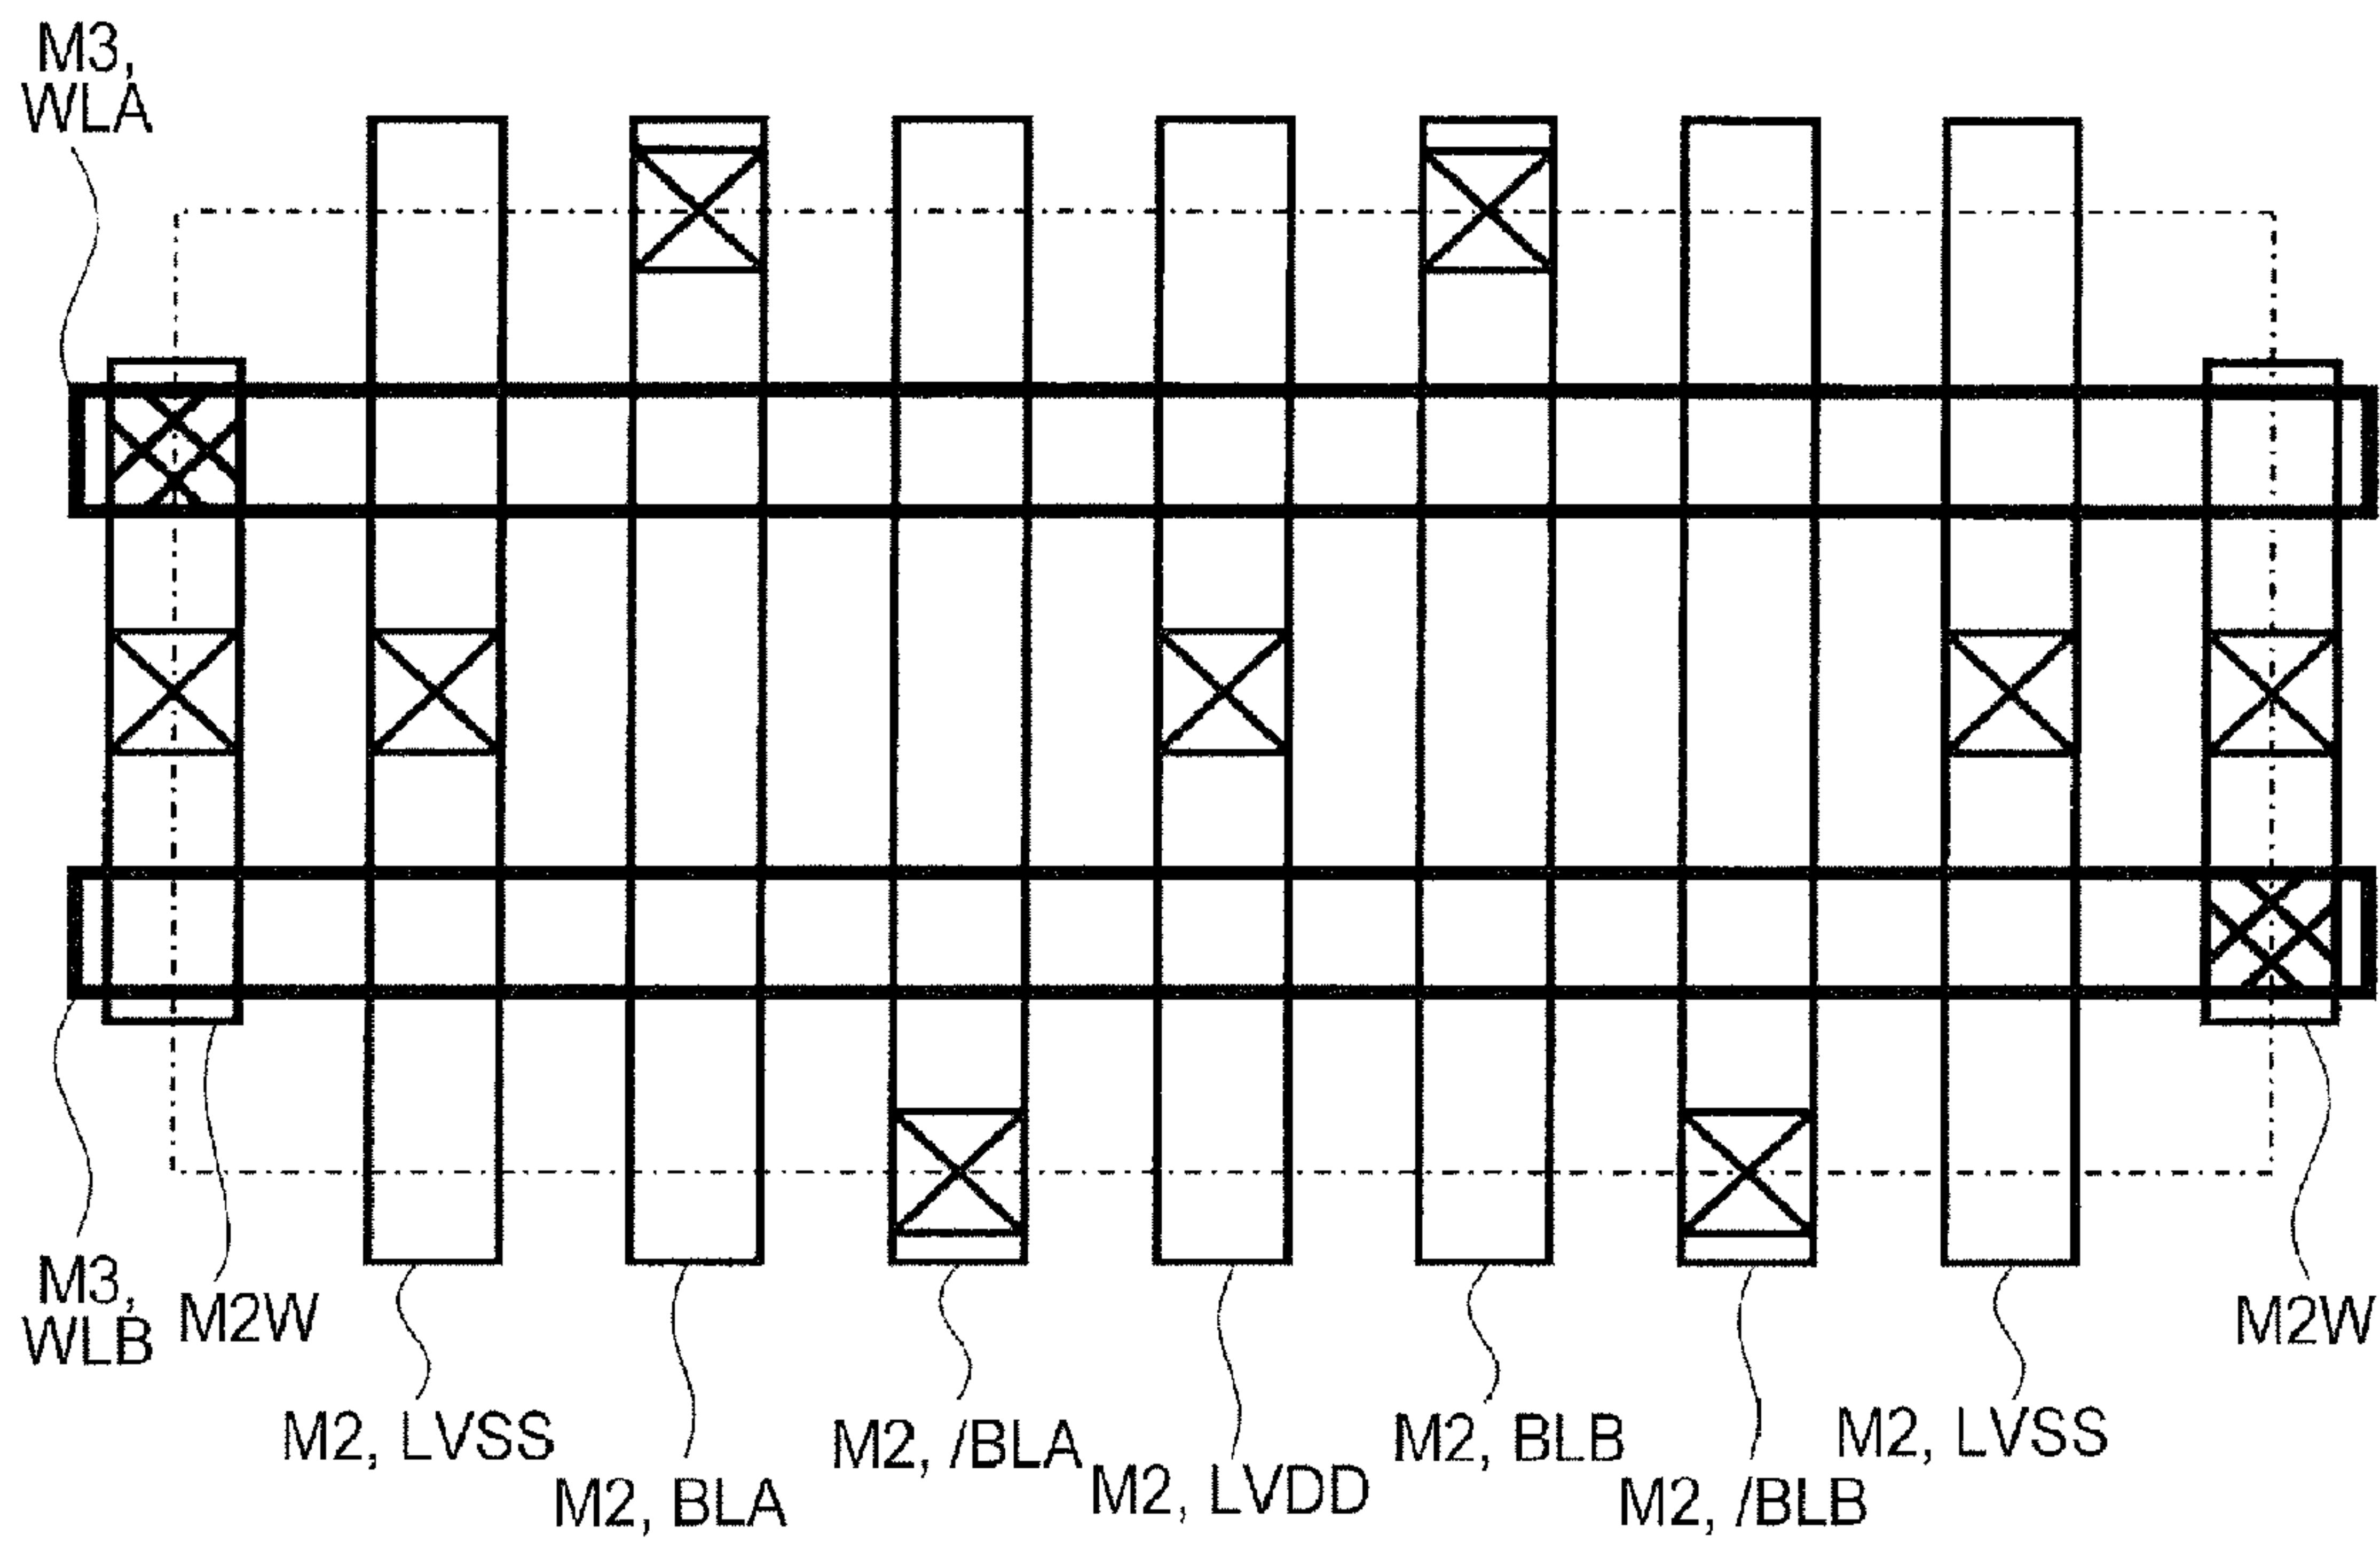 M3,
WLA
M3,
WLB
M2W
M2, LVSS
M2, BLA
M2, /BLA
M2, LVDD
M2, BLB
M2, /BLB
M2, LVSS
M2W